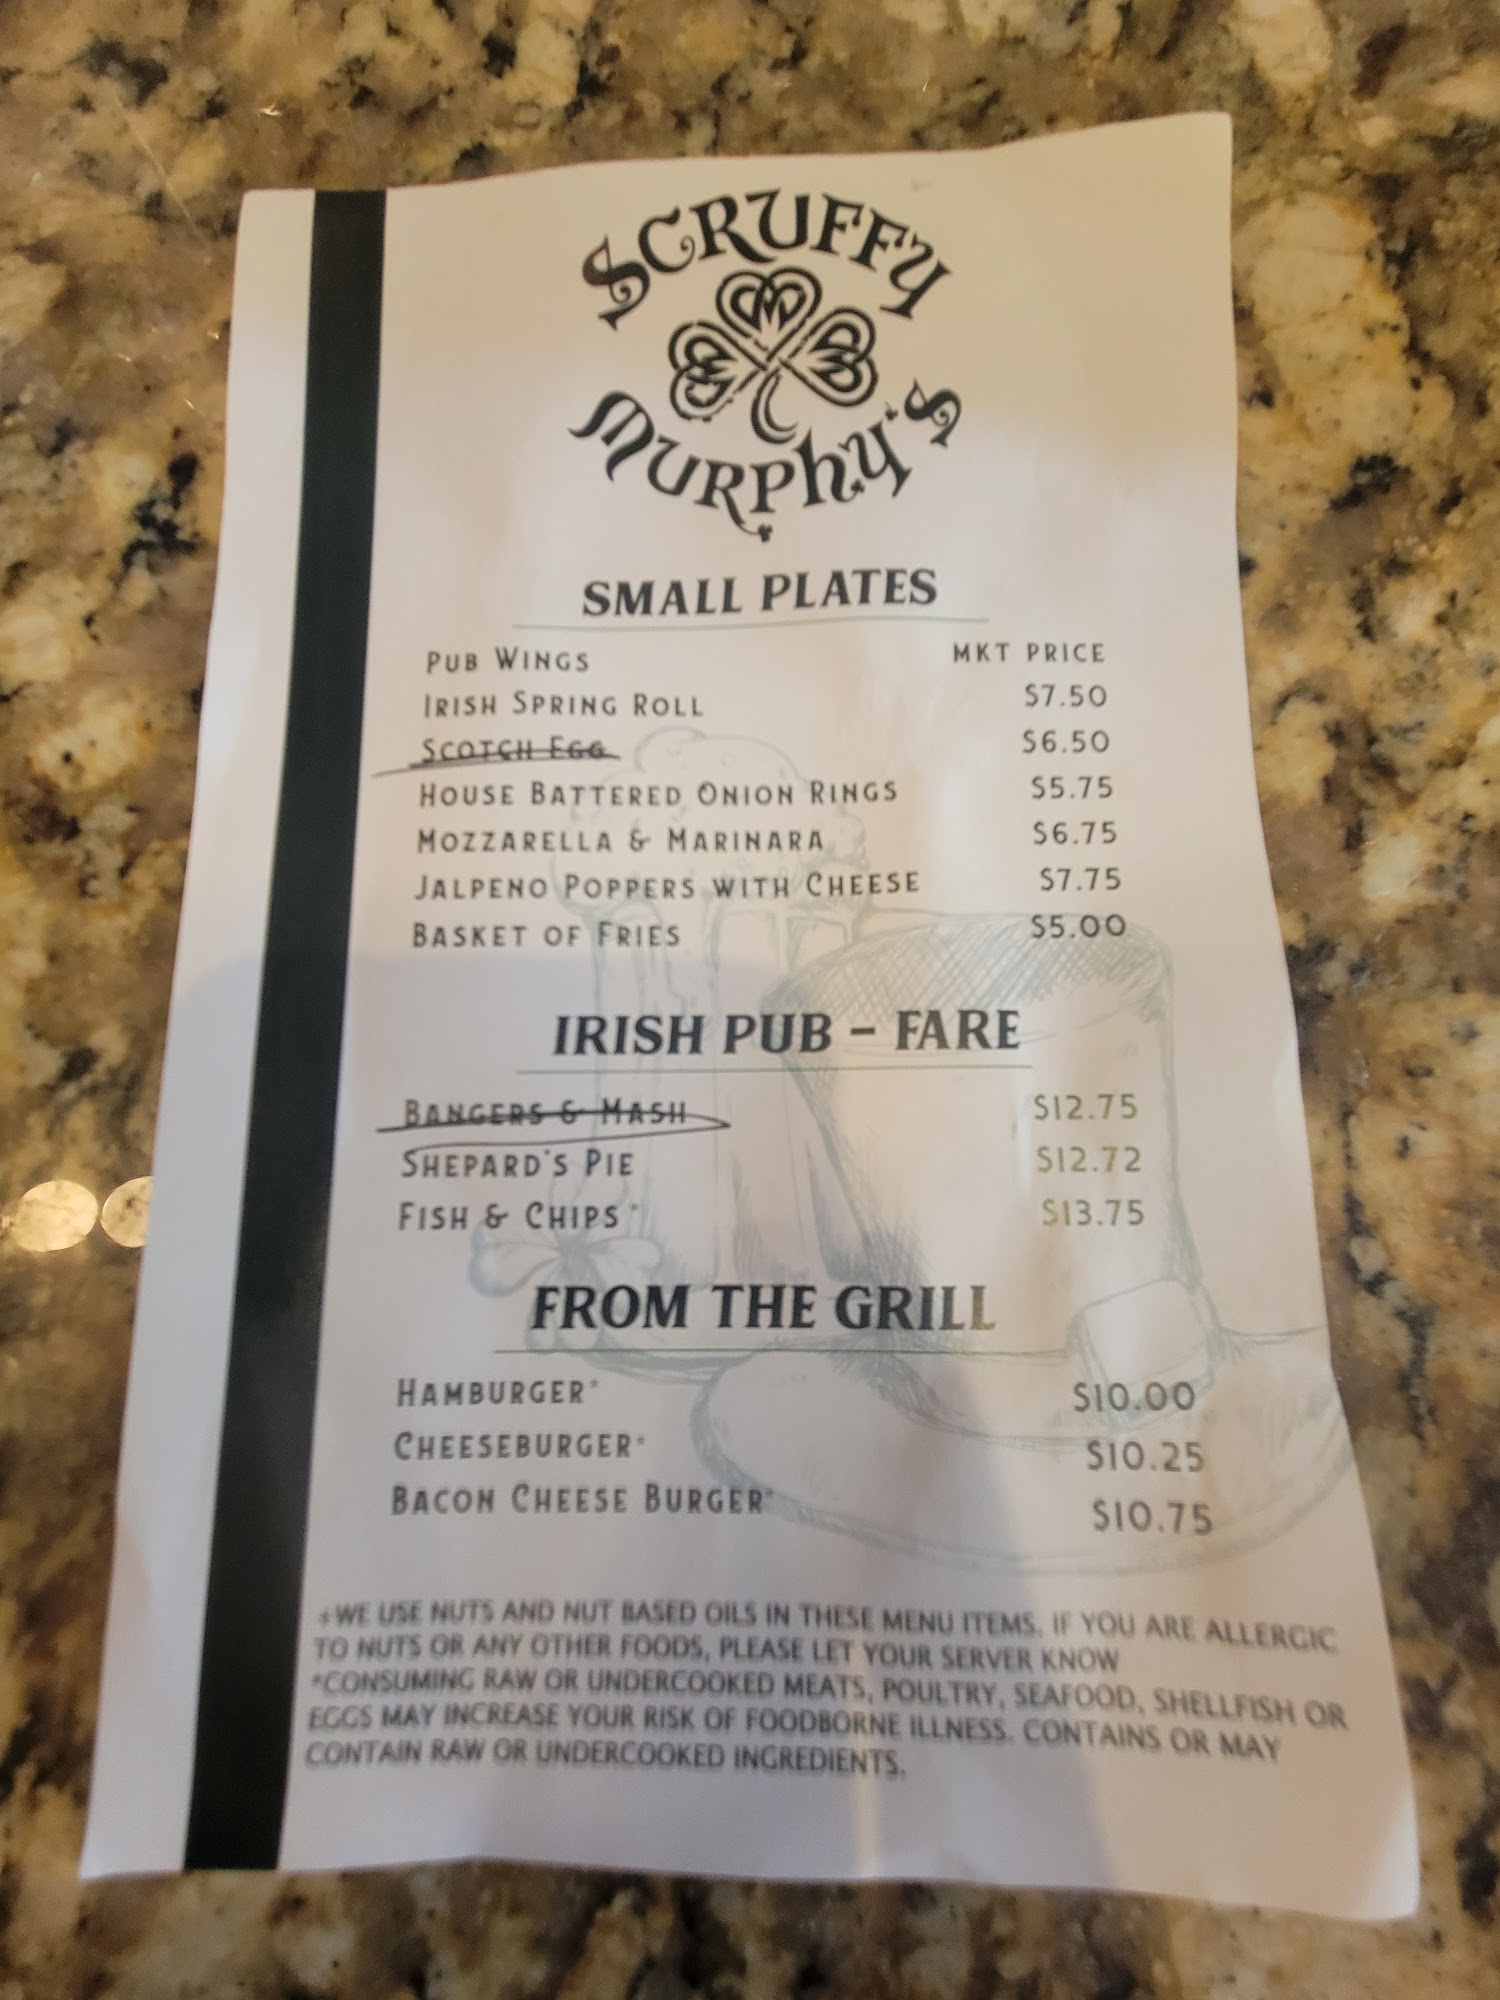 SCRUFFY
MURPHY'S
SMALL PLATES
PUB WINGS MKT PRICE
IRISH SPRING ROLL $7.50
SCOTCH EGG $6.50
HOUSE BATTERED ONION RINGS $5.75
MOZZARELLA & MARINARA $6.75
JALPENO POPPERS WITH CHEESE $7.75
BASKET OF FRIES $5.00
IRISH PUB - FARE
BANGERS & MASH $12.75
SHEPARD'S PIE $12.72
FISH & CHIPS* $13.75
FROM THE GRILL
HAMBURGER* $10.00
CHEESEBURGER* $10.25
BACON CHEESE BURGER* $10.75
+WE USE NUTS AND NUT BASED OILS IN THESE MENU ITEMS. IF YOU ARE ALLERGIC
TO NUTS OR ANY OTHER FOODS, PLEASE LET YOUR SERVER KNOW
*CONSUMING RAW OR UNDERCOOKED MEATS, POULTRY, SEAFOOD, SHELLFISH OR
EGGS MAY INCREASE YOUR RISK OF FOODBORNE ILLNESS. CONTAINS OR MAY
CONTAIN RAW OR UNDERCOOKED INGREDIENTS.